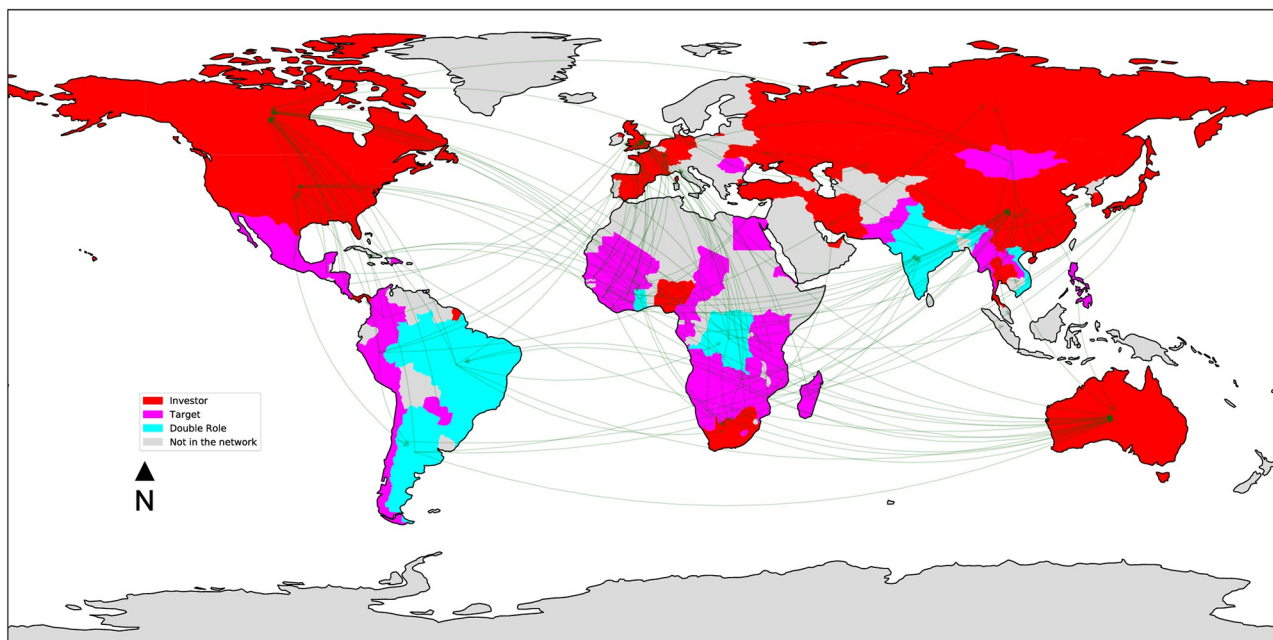 Investor
Target
Double Role
Not in the network
N